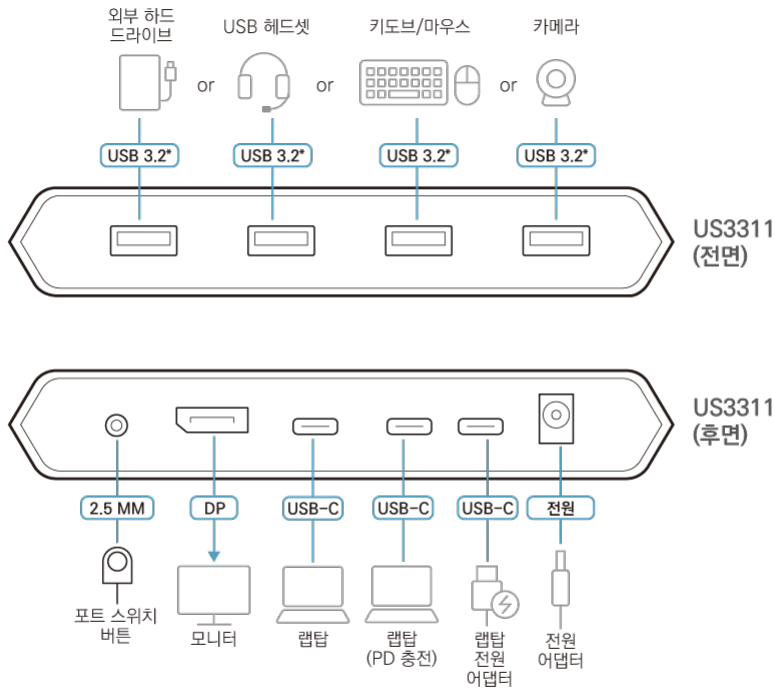 외부 하드
드라이브
USB 헤드셋
키도브/마우스
카메라
or
or
or
USB 3.2*
USB 3.2*
USB 3.2*
USB 3.2*
US3311
(전면)
US3311
(후면)
2.5 MM
DP
USB-C
USB-C
USB-C
전원
포트 스위치
버튼
모니터
랩탑
랩탑
(PD 충전)
랩탑
전원
어댑터
전원
어댑터